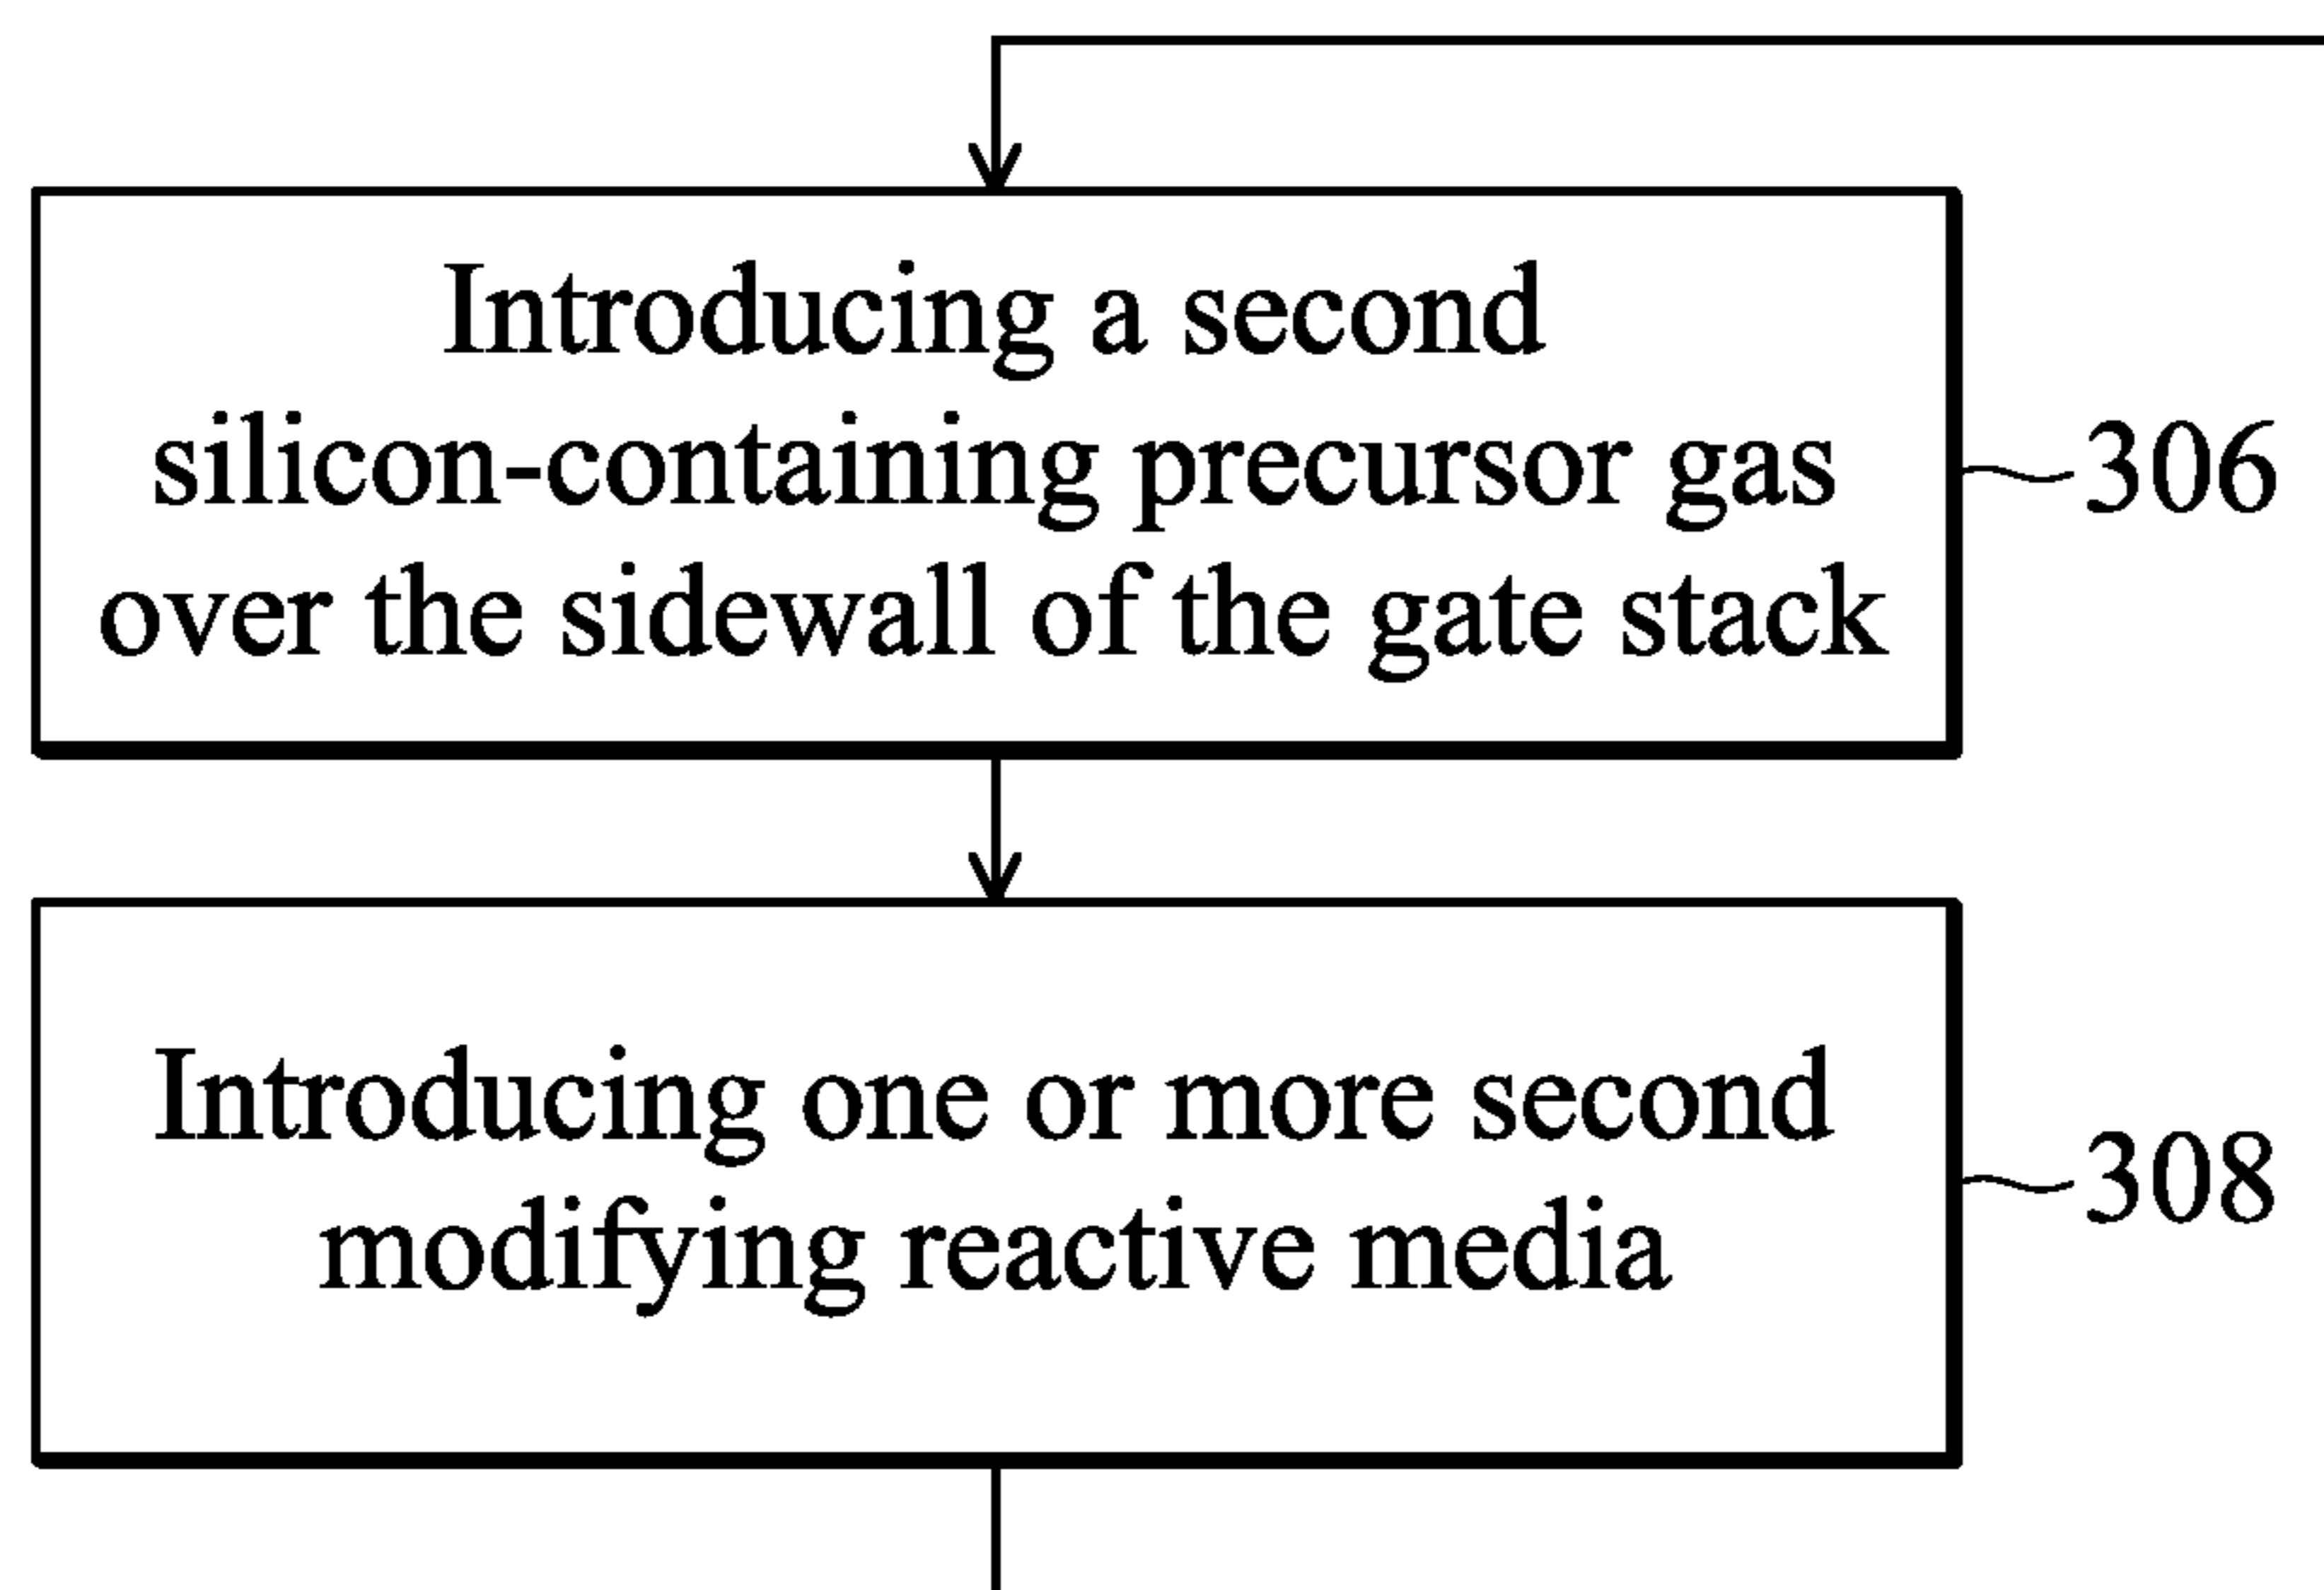 Introducing a second
silicon-containing precursor gas
over the sidewall of the gate stack
306
Introducing one or more second
modifying reactive media
308